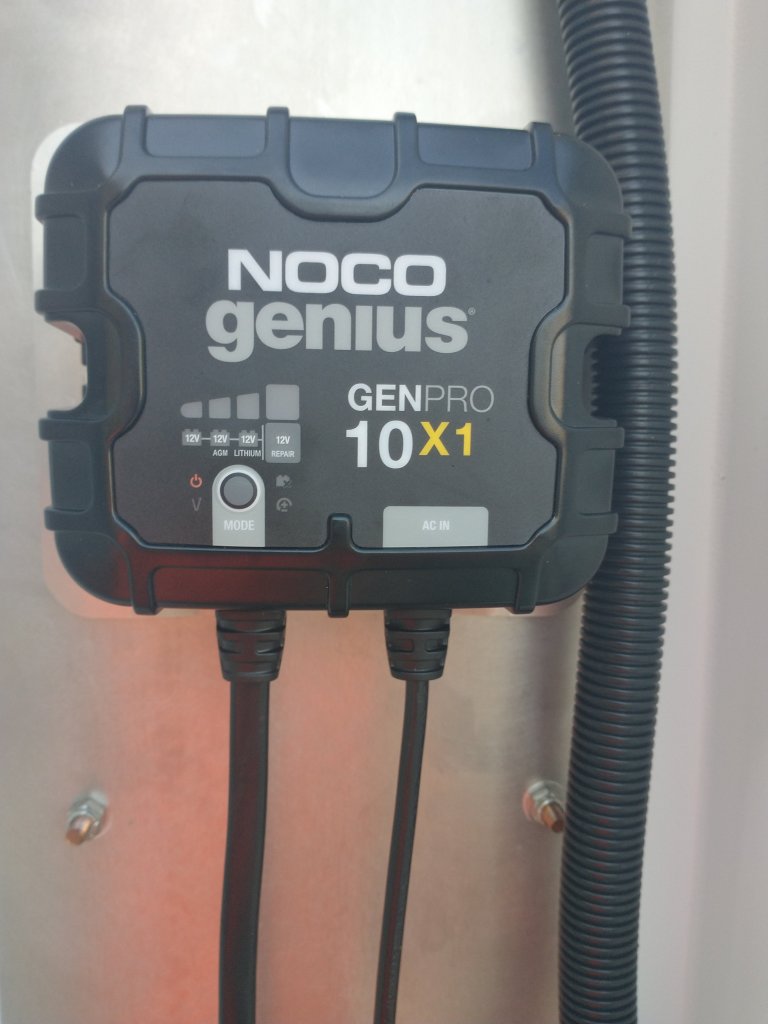 NOCO
genius®
GENPRO
10X1
12V 12V 12V 12V
AGM LITHIUM REPAIR
V
MODE
AC IN